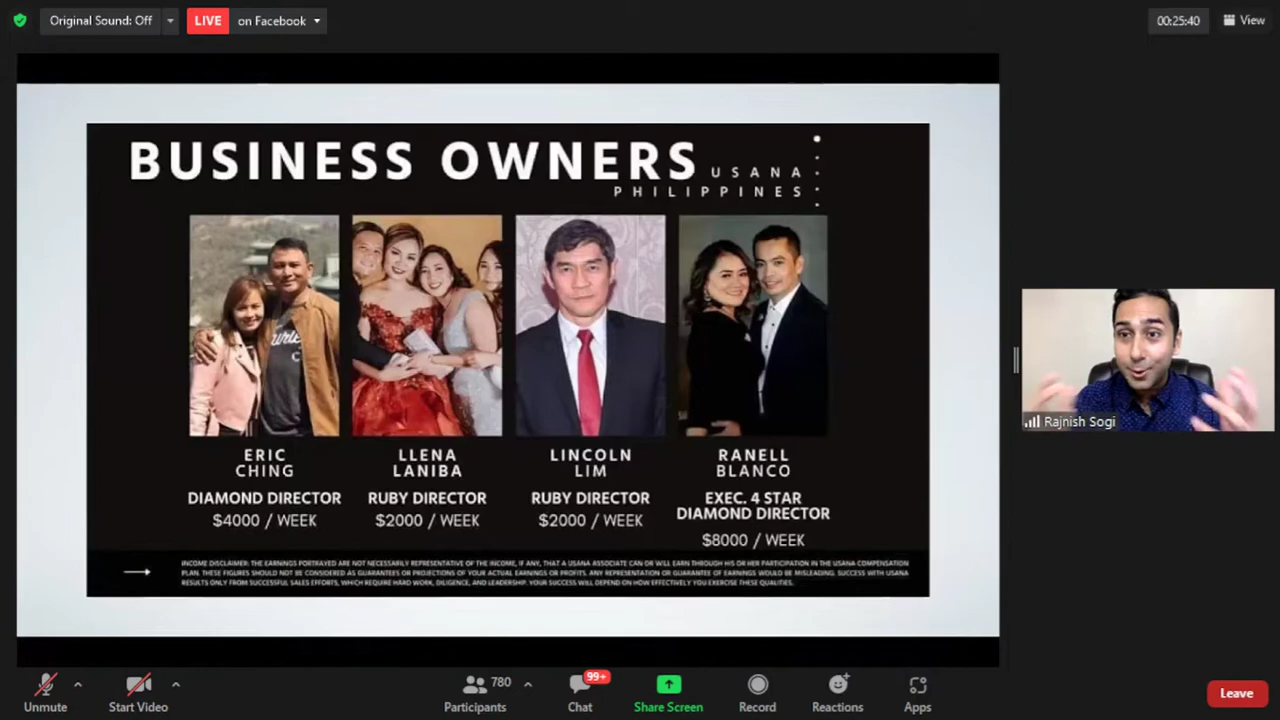 Original Sound: Off
LIVE on Facebook
00:25:40
View
BUSINESS OWNERS USANA
PHILIPPINES
ERIC
CHING
DIAMOND DIRECTOR
$4000 / WEEK
LLENA
LANIBA
RUBY DIRECTOR
$2000 / WEEK
LINCOLN
LIM
RUBY DIRECTOR
$2000 / WEEK
RANELL
BLANCO
EXEC. 4 STAR
DIAMOND DIRECTOR
$8000 / WEEK
INCOME DISCLAIMER: THE EARNINGS PORTRAYED ARE NOT NECESSARILY REPRESENTATIVE OF THE INCOME, IF ANY, THAT A USANA ASSOCIATE CAN OR WILL EARN THROUGH HIS OR HER PARTICIPATION IN THE USANA COMPENSATION
PLAN. THESE FIGURES SHOULD NOT BE CONSIDERED AS GUARANTEES OR PROJECTIONS OF YOUR ACTUAL EARNINGS OR PROFITS. ANY REPRESENTATION OR GUARANTEE OF EARNINGS WOULD BE MISLEADING. SUCCESS WITH USANA
RESULTS ONLY FROM SUCCESSFUL SALES EFFORTS, WHICH REQUIRE HARD WORK, DILIGENCE, AND LEADERSHIP. YOUR SUCCESS WILL DEPEND ON HOW EFFECTIVELY YOU EXERCISE THESE QUALITIES.
Rajnish Sogi
Unmute
Start Video
780
Participants
99+
Chat
Share Screen
Record
Reactions
Apps
Leave